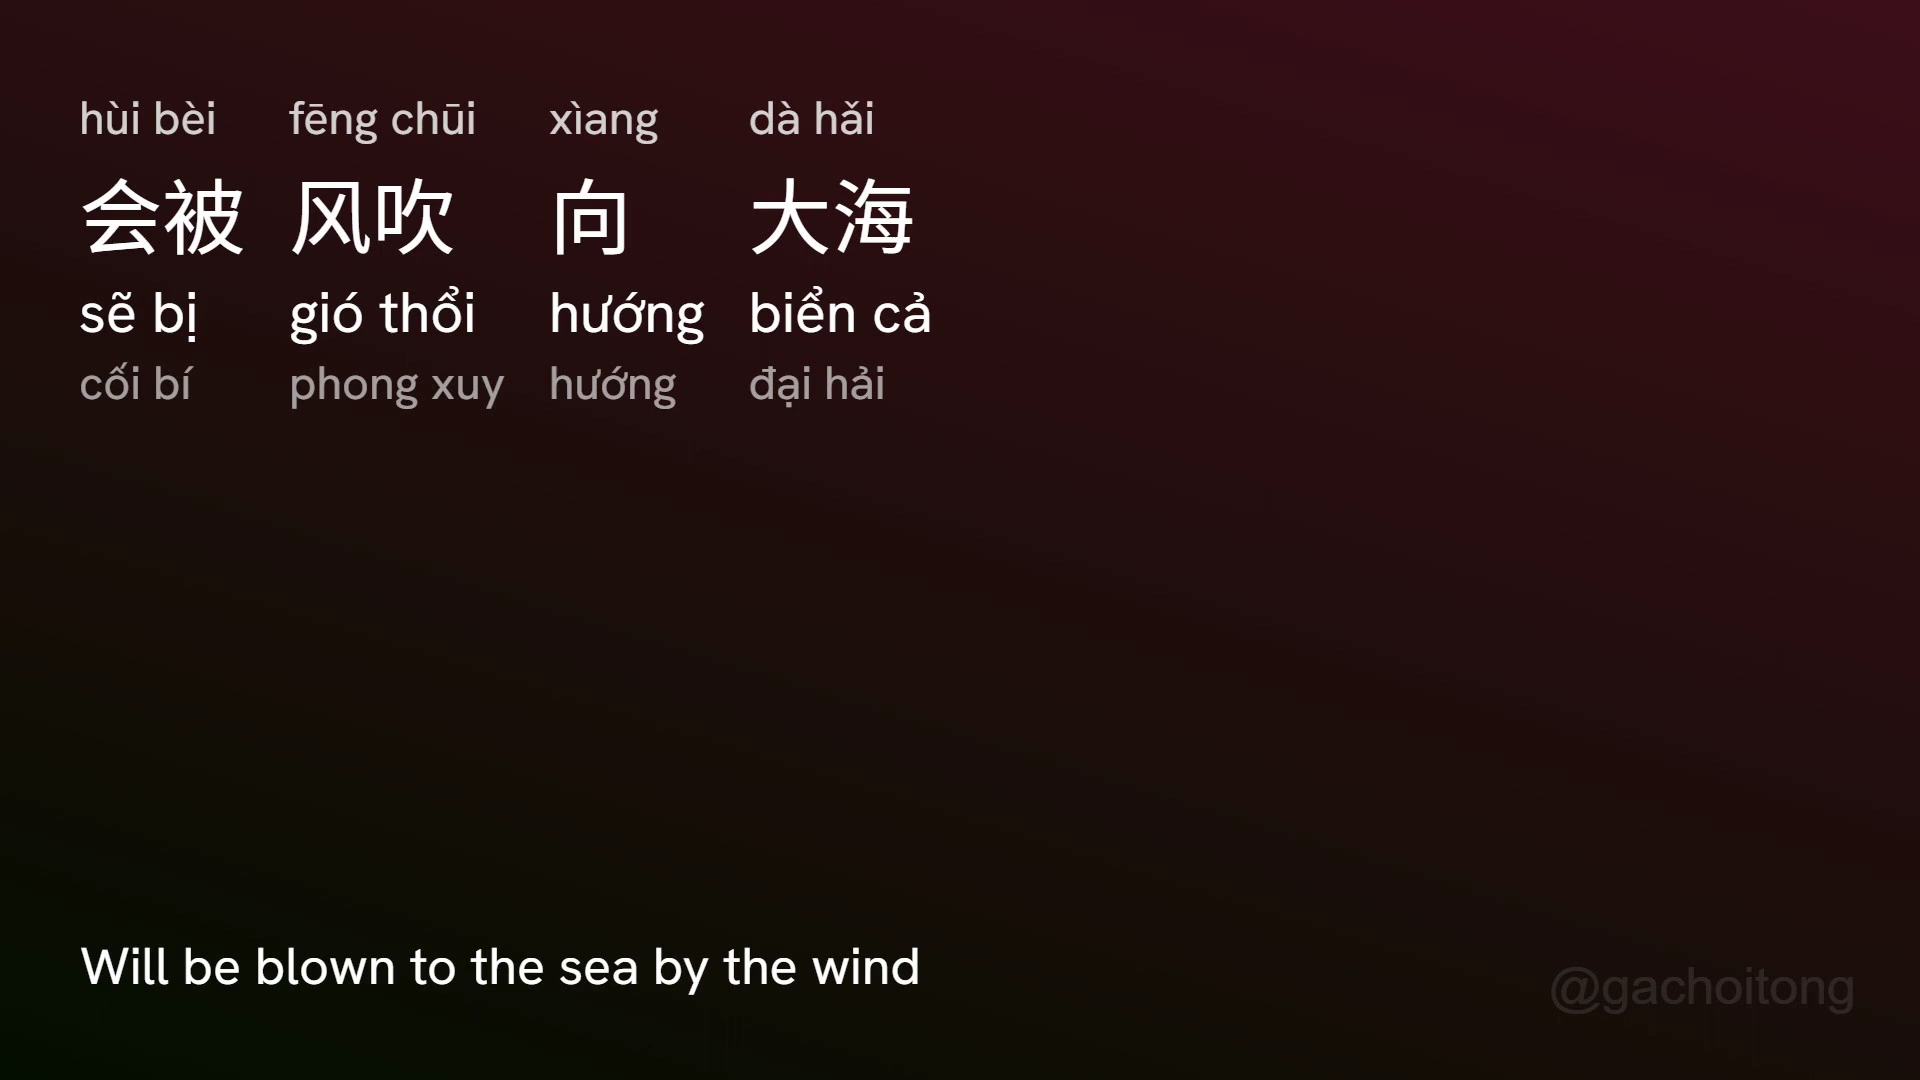 hùi bèi fēng chūi xìang dà hǎi
会被 风吹 向 大海
sẽ bị gió thổi hướng biển cả
cối bí phong xuy hướng đại hải
Will be blown to the sea by the wind
@gachoitong